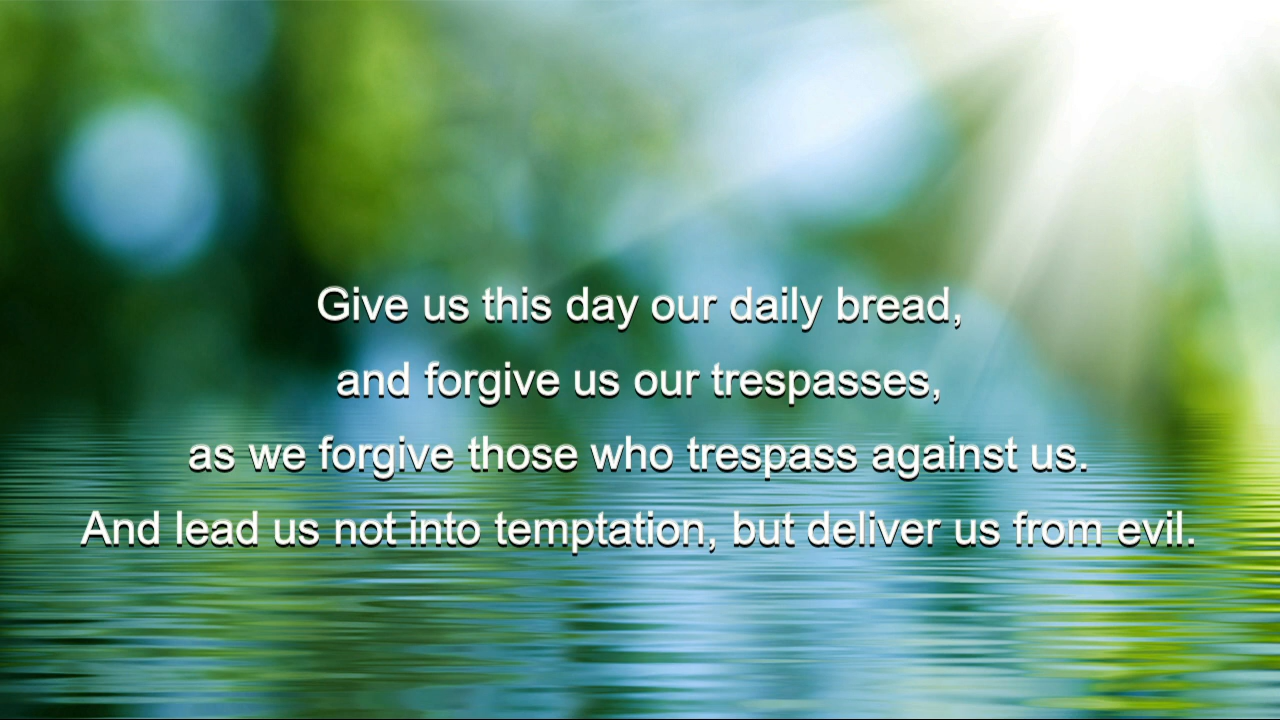 Give us this day our daily bread,
and forgive us our trespasses,
as we forgive those who trespass against us.
And lead us not into temptation, but deliver us from evil.